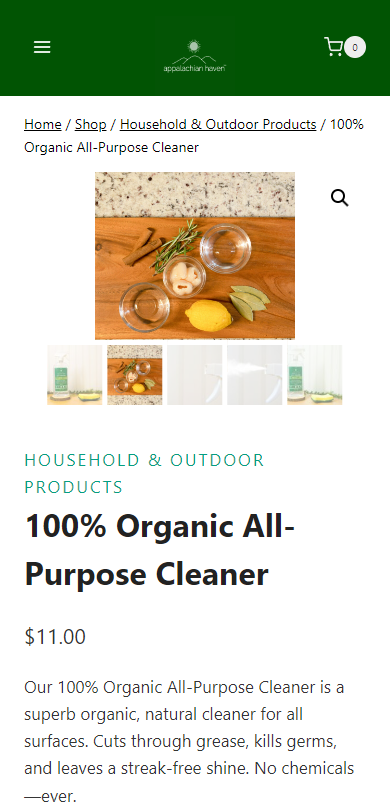 appalachian haven
0
Home / Shop / Household & Outdoor Products / 100%
Organic All-Purpose Cleaner
HOUSEHOLD & OUTDOOR
PRODUCTS
100% Organic All-
Purpose Cleaner
$11.00
Our 100% Organic All-Purpose Cleaner is a
superb organic, natural cleaner for all
surfaces. Cuts through grease, kills germs,
and leaves a streak-free shine. No chemicals
—ever.